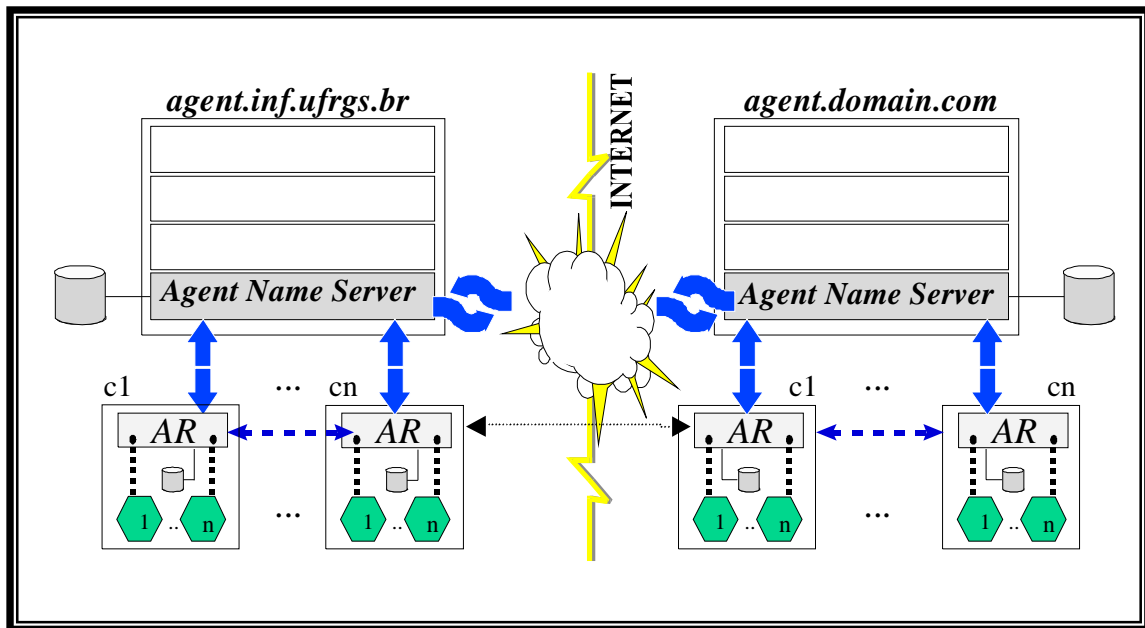 agent.inf.ufrgs.br
INTERNET
agent.domain.com
Agent Name Server
Agent Name Server
c1
...
cn
c1
...
cn
AR
AR
AR
AR
1
..
n
...
1
..
n
1
..
n
...
1
..
n